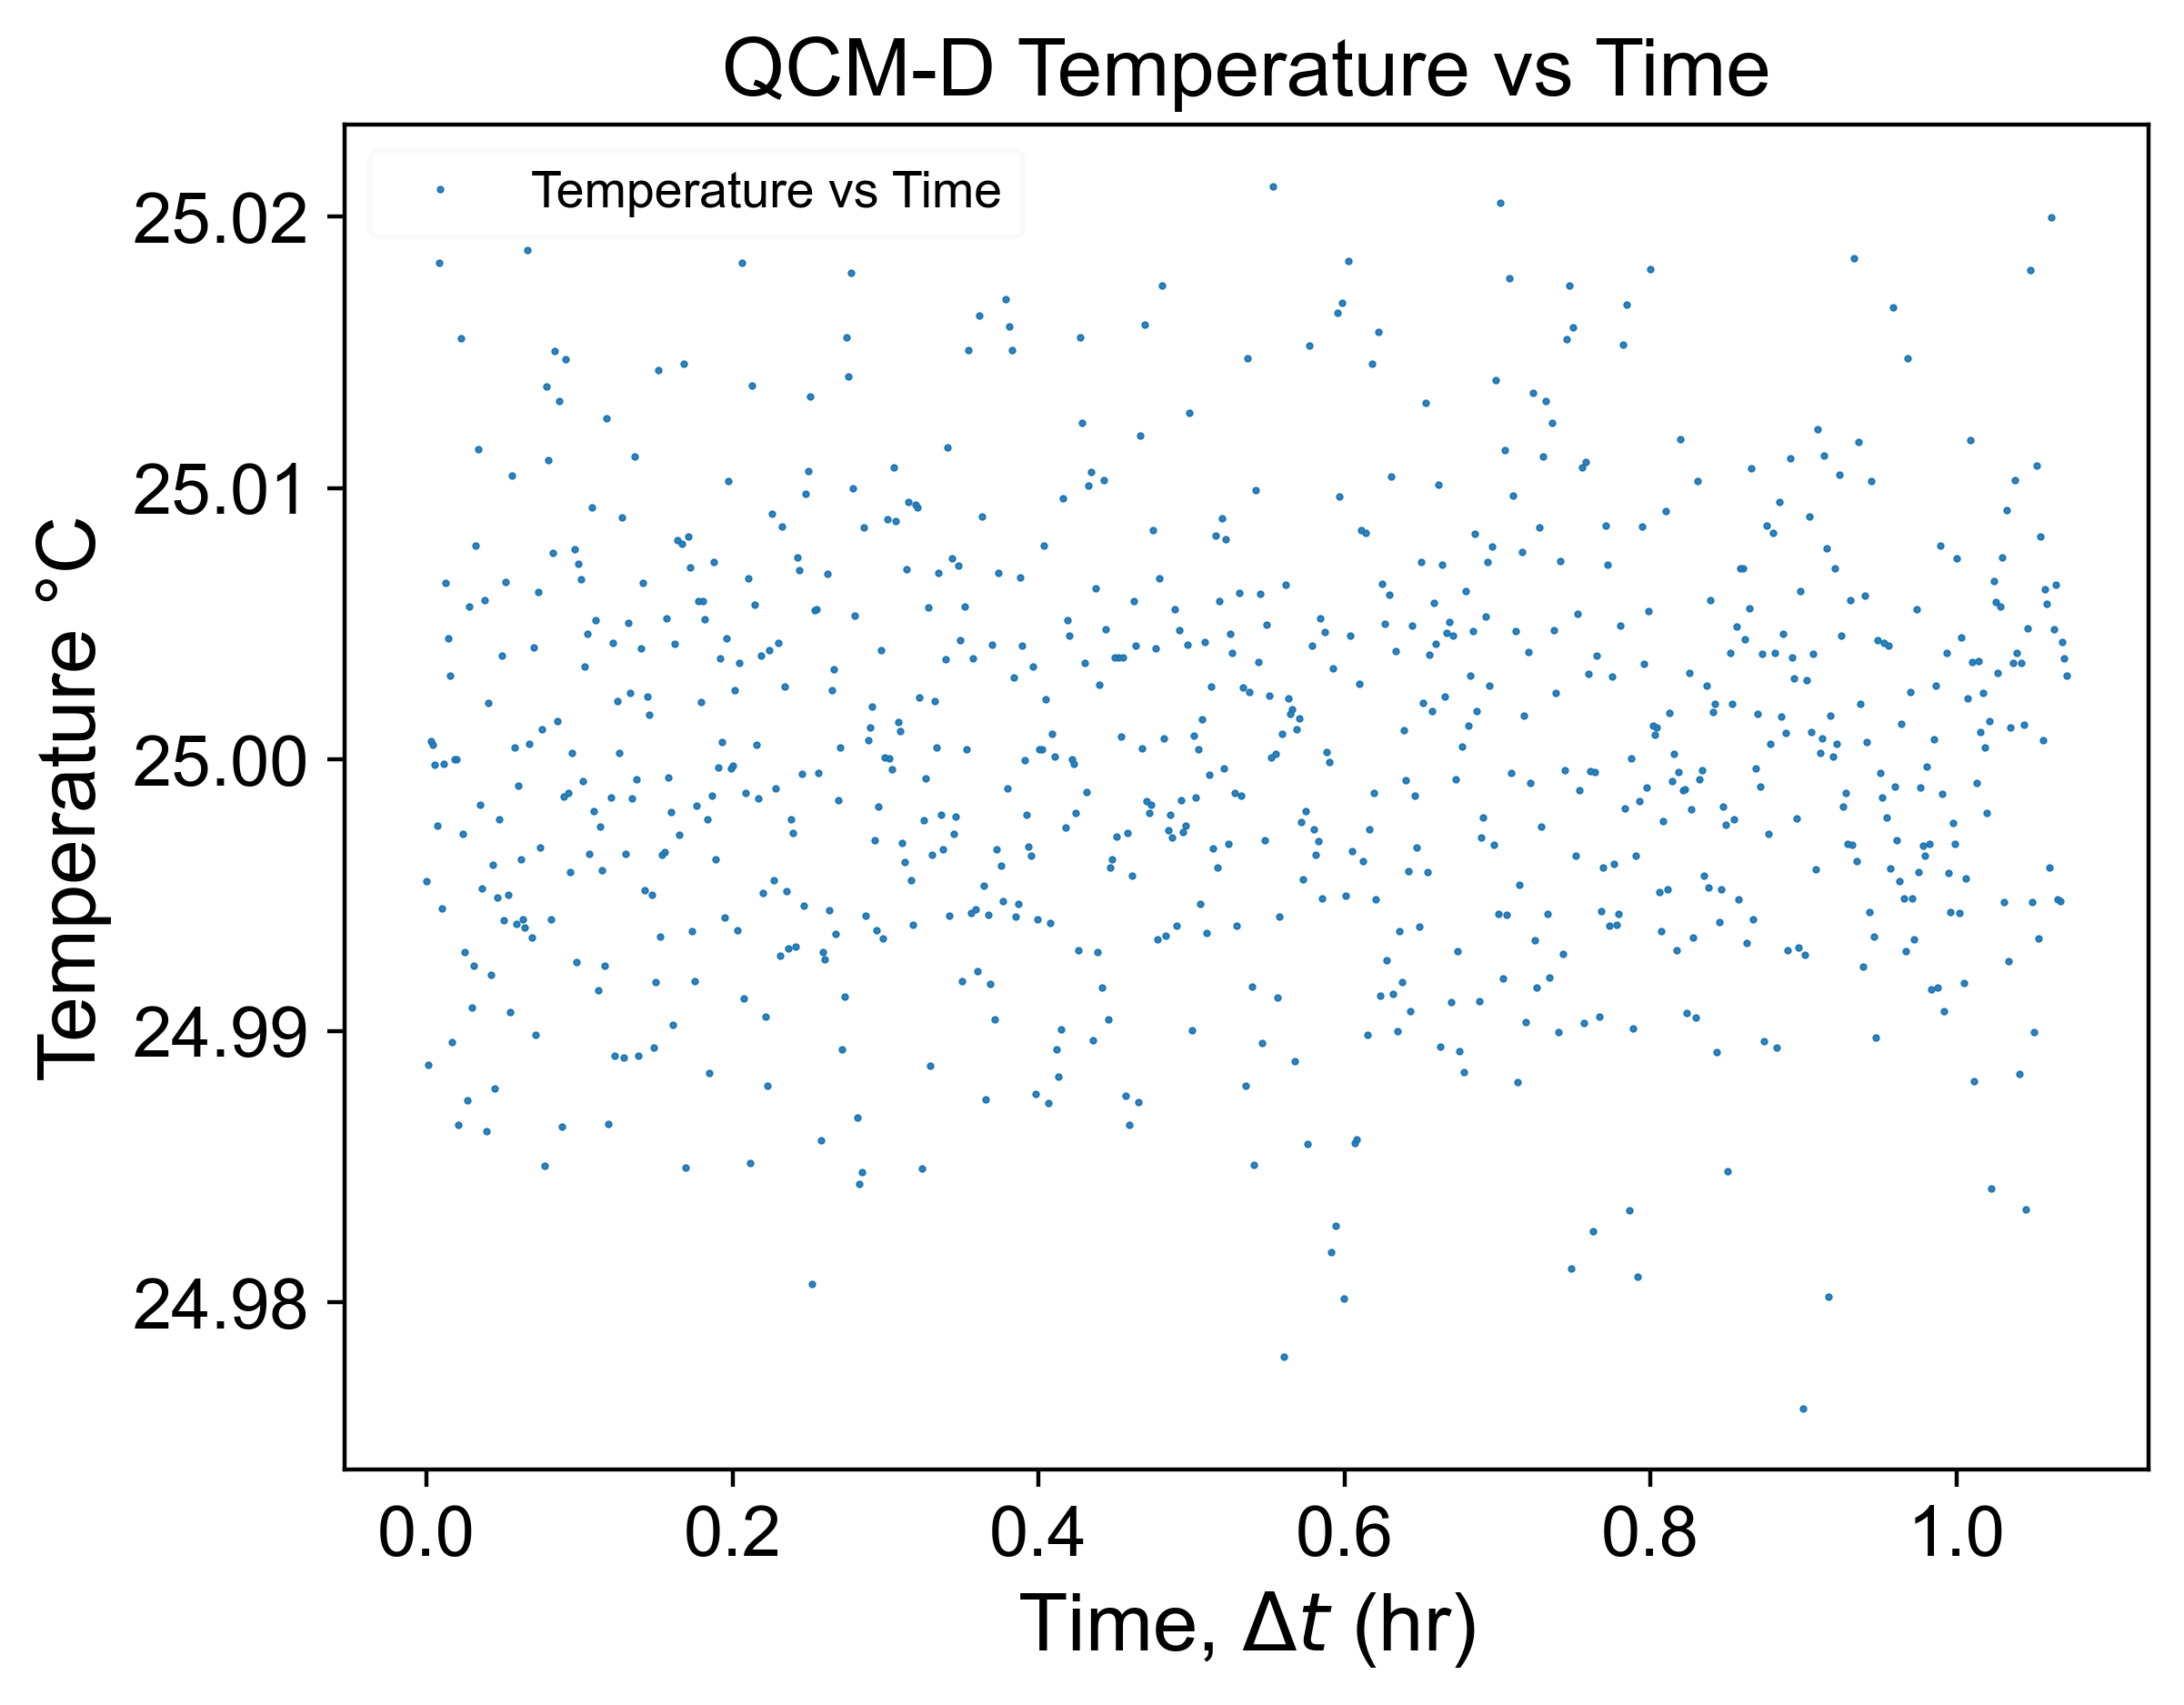 QCM-D Temperature vs Time
Temperature vs Time
Temperature °C
25.02
25.01
25.00
24.99
24.98
0.0 0.2 0.4 0.6 0.8 1.0
Time, Δt (hr)